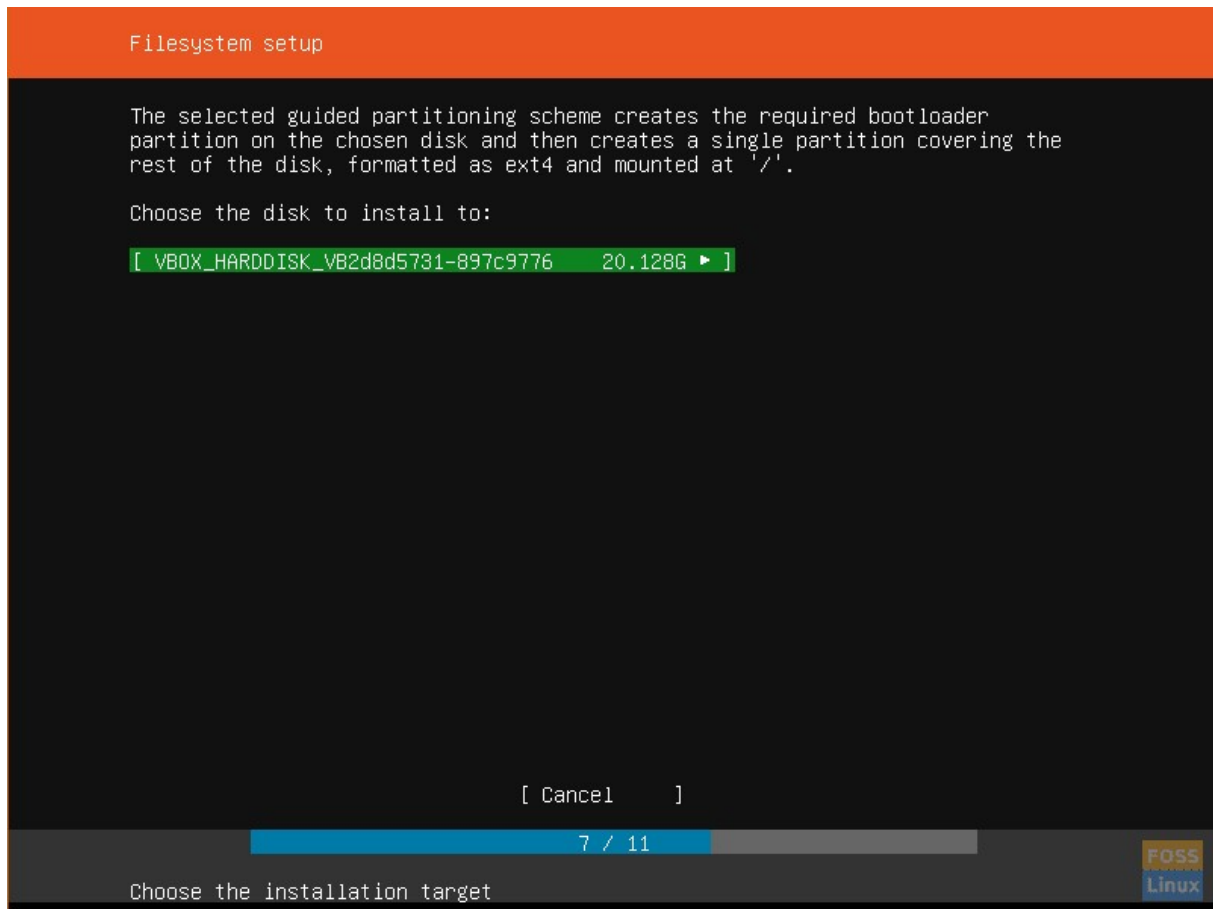 Filesystem setup
The selected guided partitioning scheme creates the required bootloader
partition on the chosen disk and then creates a single partition covering the
rest of the disk, formatted as ext4 and mounted at '/'.
Choose the disk to install to:
[ VBOX_HARDDISK_VB2d8d5731-897c9776 20.128G ▸ ]
[ Cancel ]
7 / 11
Choose the installation target
FOSS
Linux